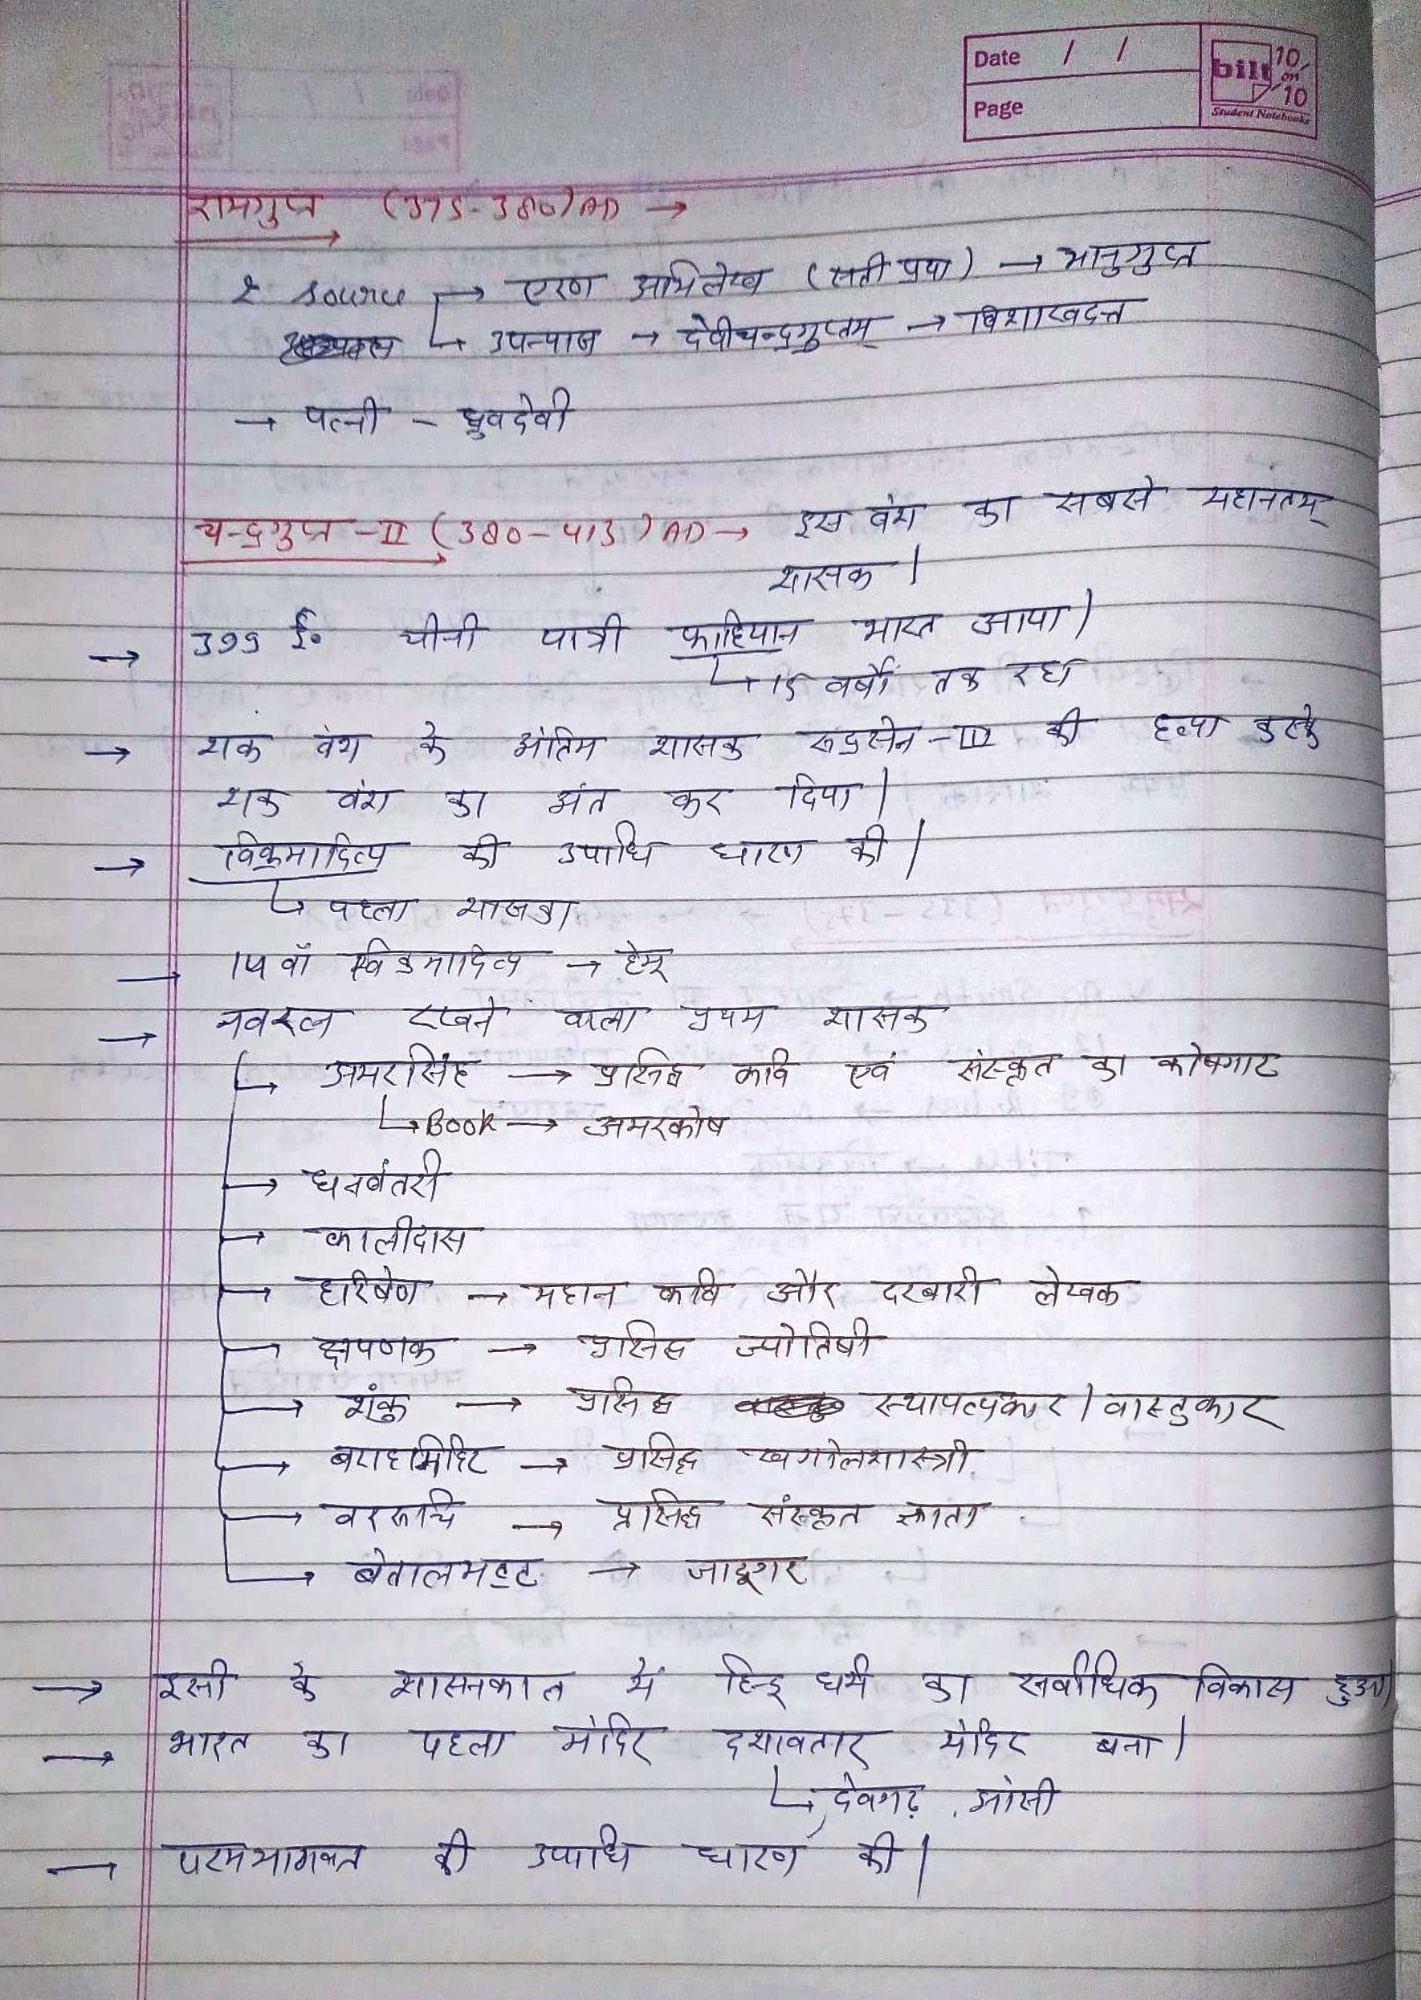 Date / /
Page
bilt 10 on 10
Student Notebooks
रामगुप्त (375-380) AD →
2 source → एरण अभिलेख (सती प्रथा) → भानुगुप्त
↳ उपन्यास → देवीचन्द्रगुप्तम् → विशाखदत्त
→ पत्नी - ध्रुवदेवी
चन्द्रगुप्त -II (380-413) AD → इस वंश का सबसे महानतम्
शासक |
→ 399 ई० चीनी यात्री फाहियान भारत आया |
↳ 15 वर्षों तक रहा
→ शक वंश के अंतिम शासक रूद्रसेन -III की हत्या करके
शक वंश का अंत कर दिया |
→ विक्रमादित्य की उपाधि धारण की |
↳ पहला शासक
→ 14 वाँ विक्रमादित्य → हेमू
→ नवरत्न रखने वाला प्रथम शासक
↳ अमरसिंह → प्रसिद्ध कवि एवं संस्कृत का कोषगार
↳ Book → अमरकोष
→ धनवंतरी
→ कालीदास
→ हरिषेण → महान कवि और दरबारी लेखक
→ क्षपणक → प्रसिद्ध ज्योतिषी
→ शंकु → प्रसिद्ध स्थापत्यकार / वास्तुकार
→ बराहमिहिर → प्रसिद्ध खगोलशास्त्री
→ वररूचि → प्रसिद्ध संस्कृत ज्ञाता
→ बेतालभट्ट → जादूगर
→ इसी के शासनकाल में हिन्दू धर्म का सर्वाधिक विकास हुआ |
→ भारत का पहला मंदिर दशावतार मंदिर बना |
↳ देवगढ़, झांसी
→ परमभागवत की उपाधि धारण की |